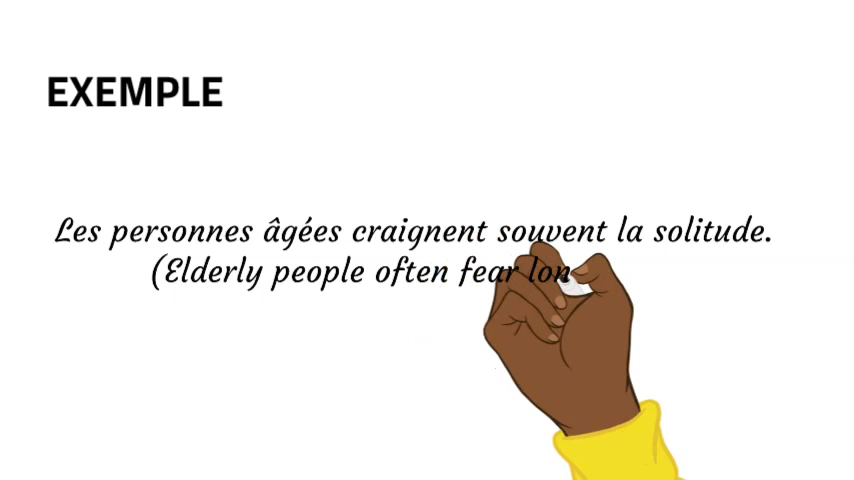 EXEMPLE
Les personnes âgées craignent souvent la solitude.
(Elderly people often fear lon